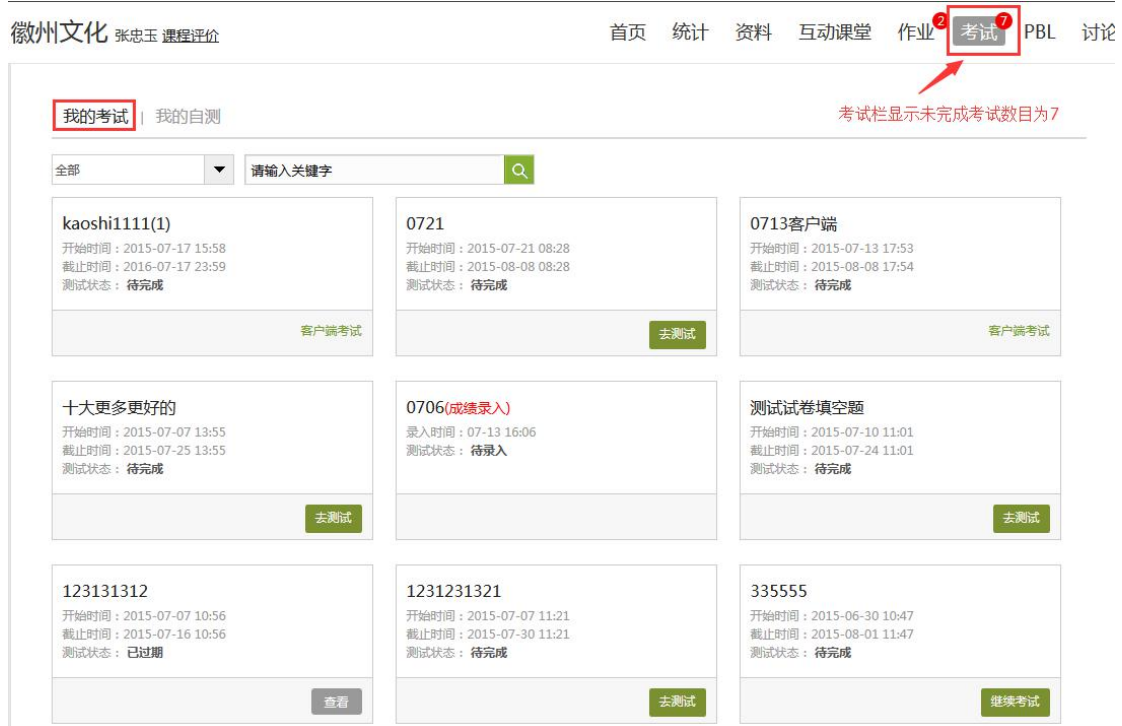 徽州文化 张忠玉 课程评价 首页 统计 资料 互动课堂 作业 2 考试 7 PBL 讨论
我的考试 | 我的自测
考试栏显示未完成考试数目为7
全部 请输入关键字
kaoshi1111(1)
开始时间：2015-07-17 15:58
截止时间：2016-07-17 23:59
测试状态： 待完成
客户端考试
0721
开始时间：2015-07-21 08:28
截止时间：2015-08-08 08:28
测试状态： 待完成
去测试
0713客户端
开始时间：2015-07-13 17:53
截止时间：2015-08-08 17:54
测试状态： 待完成
客户端考试
十大更多更好的
开始时间：2015-07-07 13:55
截止时间：2015-07-25 13:55
测试状态： 待完成
去测试
0706(成绩录入)
录入时间：07-13 16:06
测试状态： 待录入
测试试卷填空题
开始时间：2015-07-10 11:01
截止时间：2015-07-24 11:01
测试状态： 待完成
去测试
123131312
开始时间：2015-07-07 10:56
截止时间：2015-07-16 10:56
测试状态： 已过期
查看
1231231321
开始时间：2015-07-07 11:21
截止时间：2015-07-30 11:21
测试状态： 待完成
去测试
335555
开始时间：2015-06-30 10:47
截止时间：2015-08-01 11:47
测试状态： 待完成
继续考试